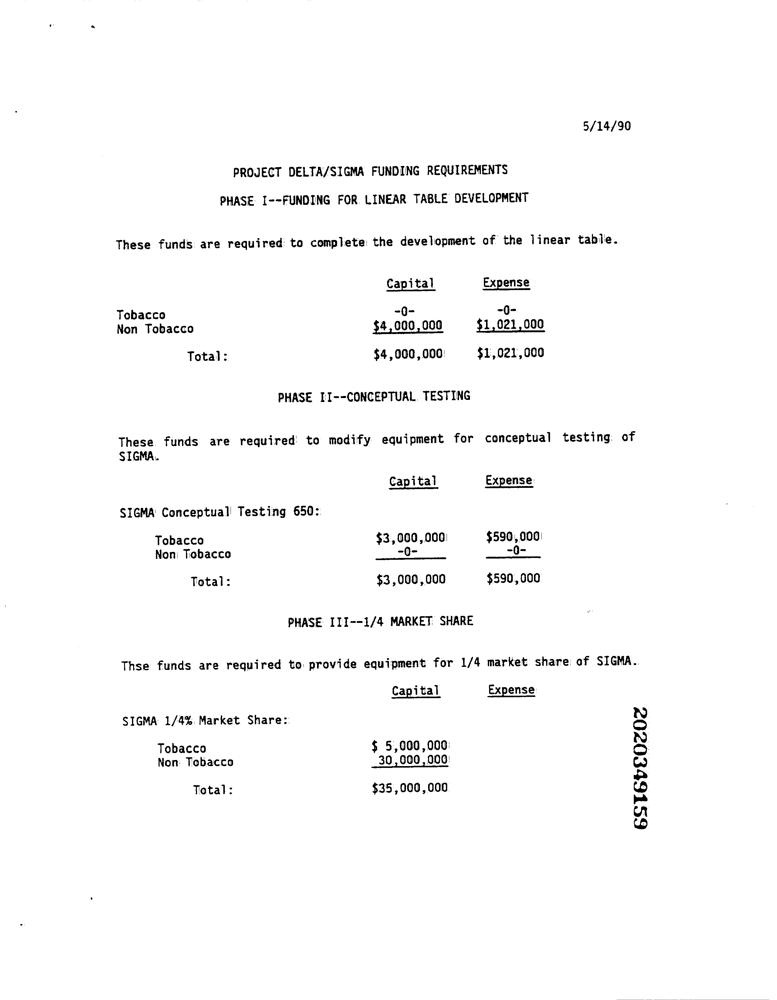 5/14/90
PROJECT DELTA/SIGMA FUNDING REQUIREMENTS
PHASE I--FUNDING FOR LINEAR TABLE DEVELOPMENT
These funds are required to complete the development of the linear table.
Capital Expense
Tobacco -0- -0-
Non Tobacco $4,000,000 $1,021,000
Total: $4,000,000 $1,021,000
PHASE II--CONCEPTUAL TESTING
These funds are required to modify equipment for conceptual testing of
SIGMA.
Capital Expense
SIGMA Conceptual Testing 650:
Tobacco $3,000,000 $590,000
Non Tobacco -0- -0-
Total: $3,000,000 $590,000
PHASE III--1/4 MARKET SHARE
Thse funds are required to provide equipment for 1/4 market share of SIGMA.
Capital Expense
SIGMA 1/4% Market Share:
Tobacco $ 5,000,000
Non Tobacco 30,000,000
Total: $35,000,000
2020349159